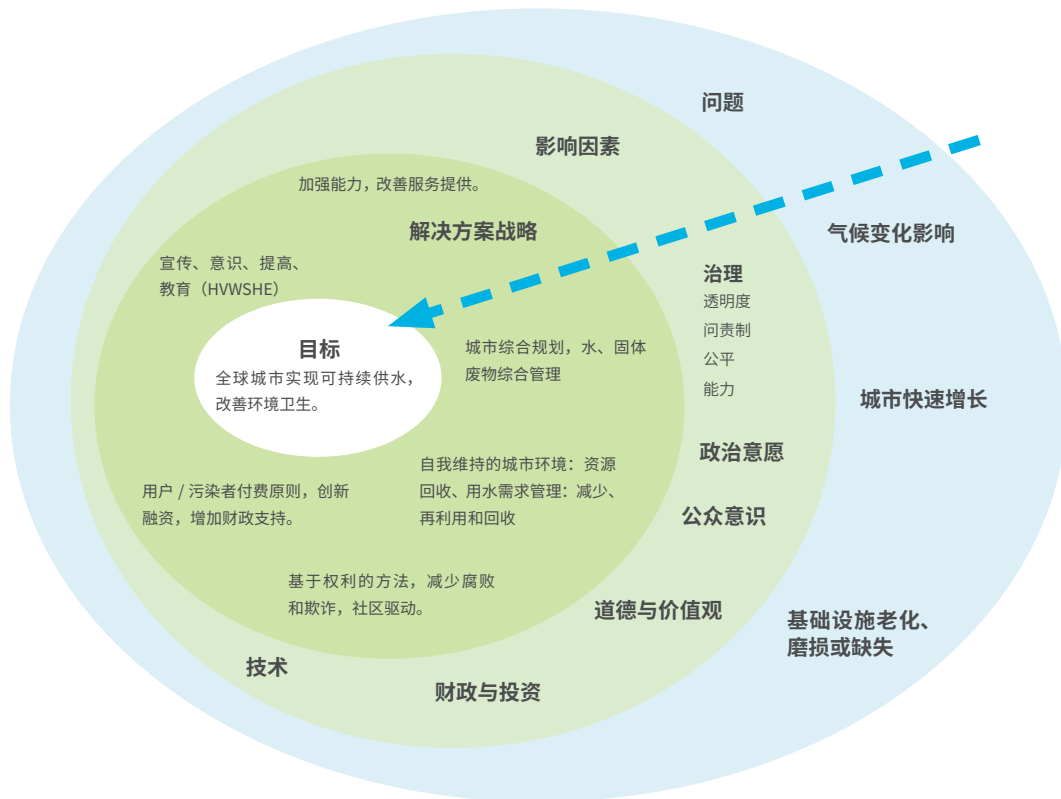 问题
影响因素
加强能力，改善服务提供。
解决方案战略
气候变化影响
宣传、意识、提高、
教育（HVWSHE）
治理
透明度
问责制
公平
能力
目标
全球城市实现可持续供水，
改善环境卫生。
城市综合规划，水、固体
废物综合管理
城市快速增长
政治意愿
自我维持的城市环境：资源
回收、用水需求管理：减少、
再利用和回收
用户 / 污染者付费原则，创新
融资，增加财政支持。
公众意识
基于权利的方法，减少腐败
和欺诈，社区驱动。
道德与价值观
基础设施老化、
磨损或缺失
技术
财政与投资